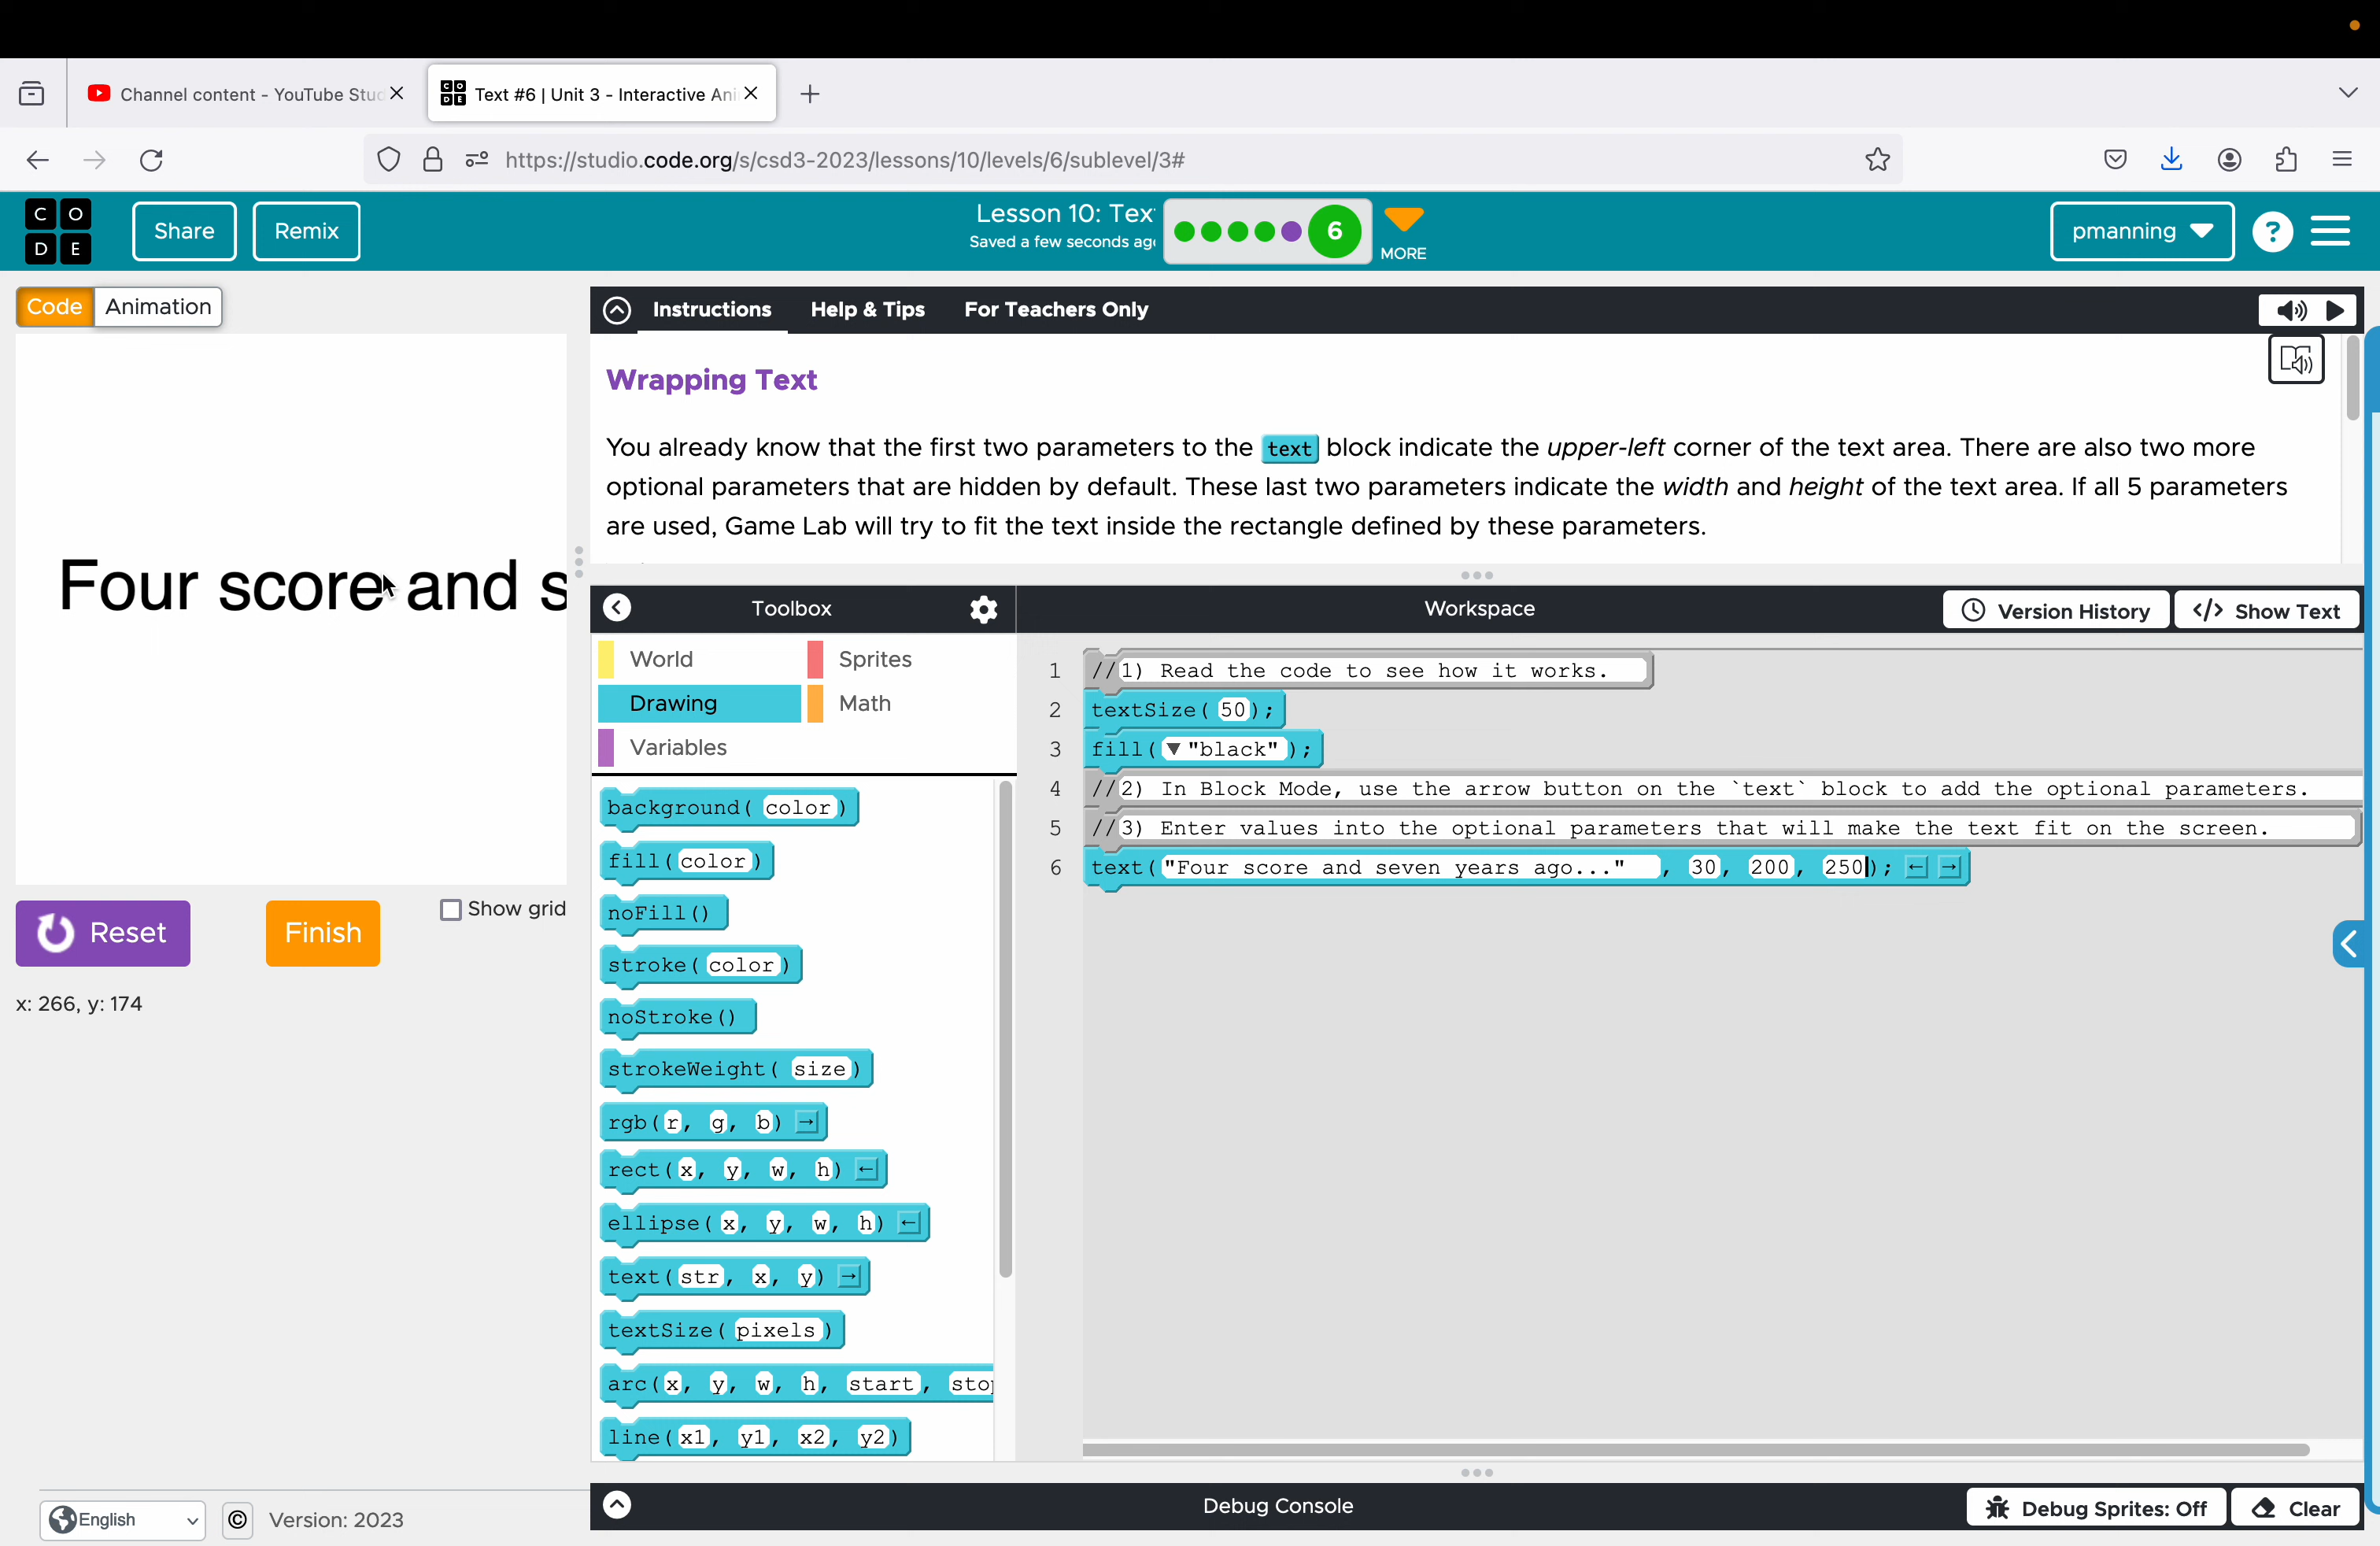 Channel content - YouTube Stu
Text #6 | Unit 3 - Interactive Ani
https://studio.code.org/s/csd3-2023/lessons/10/levels/6/sublevel/3#
C O D E
Share
Remix
Lesson 10: Tex
Saved a few seconds ag
6
MORE
pmanning
?
Code
Animation
Instructions
Help & Tips
For Teachers Only
Wrapping Text
You already know that the first two parameters to the text block indicate the upper-left corner of the text area. There are also two more
optional parameters that are hidden by default. These last two parameters indicate the width and height of the text area. If all 5 parameters
are used, Game Lab will try to fit the text inside the rectangle defined by these parameters.
Four score and s
Toolbox
Workspace
Version History
</> Show Text
World
Sprites
Drawing
Math
Variables
1 //1) Read the code to see how it works.
2 textSize( 50);
3 fill( ▼ "black" );
4 //2) In Block Mode, use the arrow button on the `text` block to add the optional parameters.
5 //3) Enter values into the optional parameters that will make the text fit on the screen.
6 text( "Four score and seven years ago..." , 30, 200, 250); ← →
background( color)
fill( color)
noFill()
stroke( color)
noStroke()
strokeWeight( size)
rgb( r, g, b) →
rect( x, y, w, h) ←
ellipse( x, y, w, h) ←
text( str, x, y) →
textSize( pixels)
arc( x, y, w, h, start, sto
line( x1, y1, x2, y2)
Reset
Finish
Show grid
x: 266, y: 174
English
© Version: 2023
Debug Console
Debug Sprites: Off
Clear